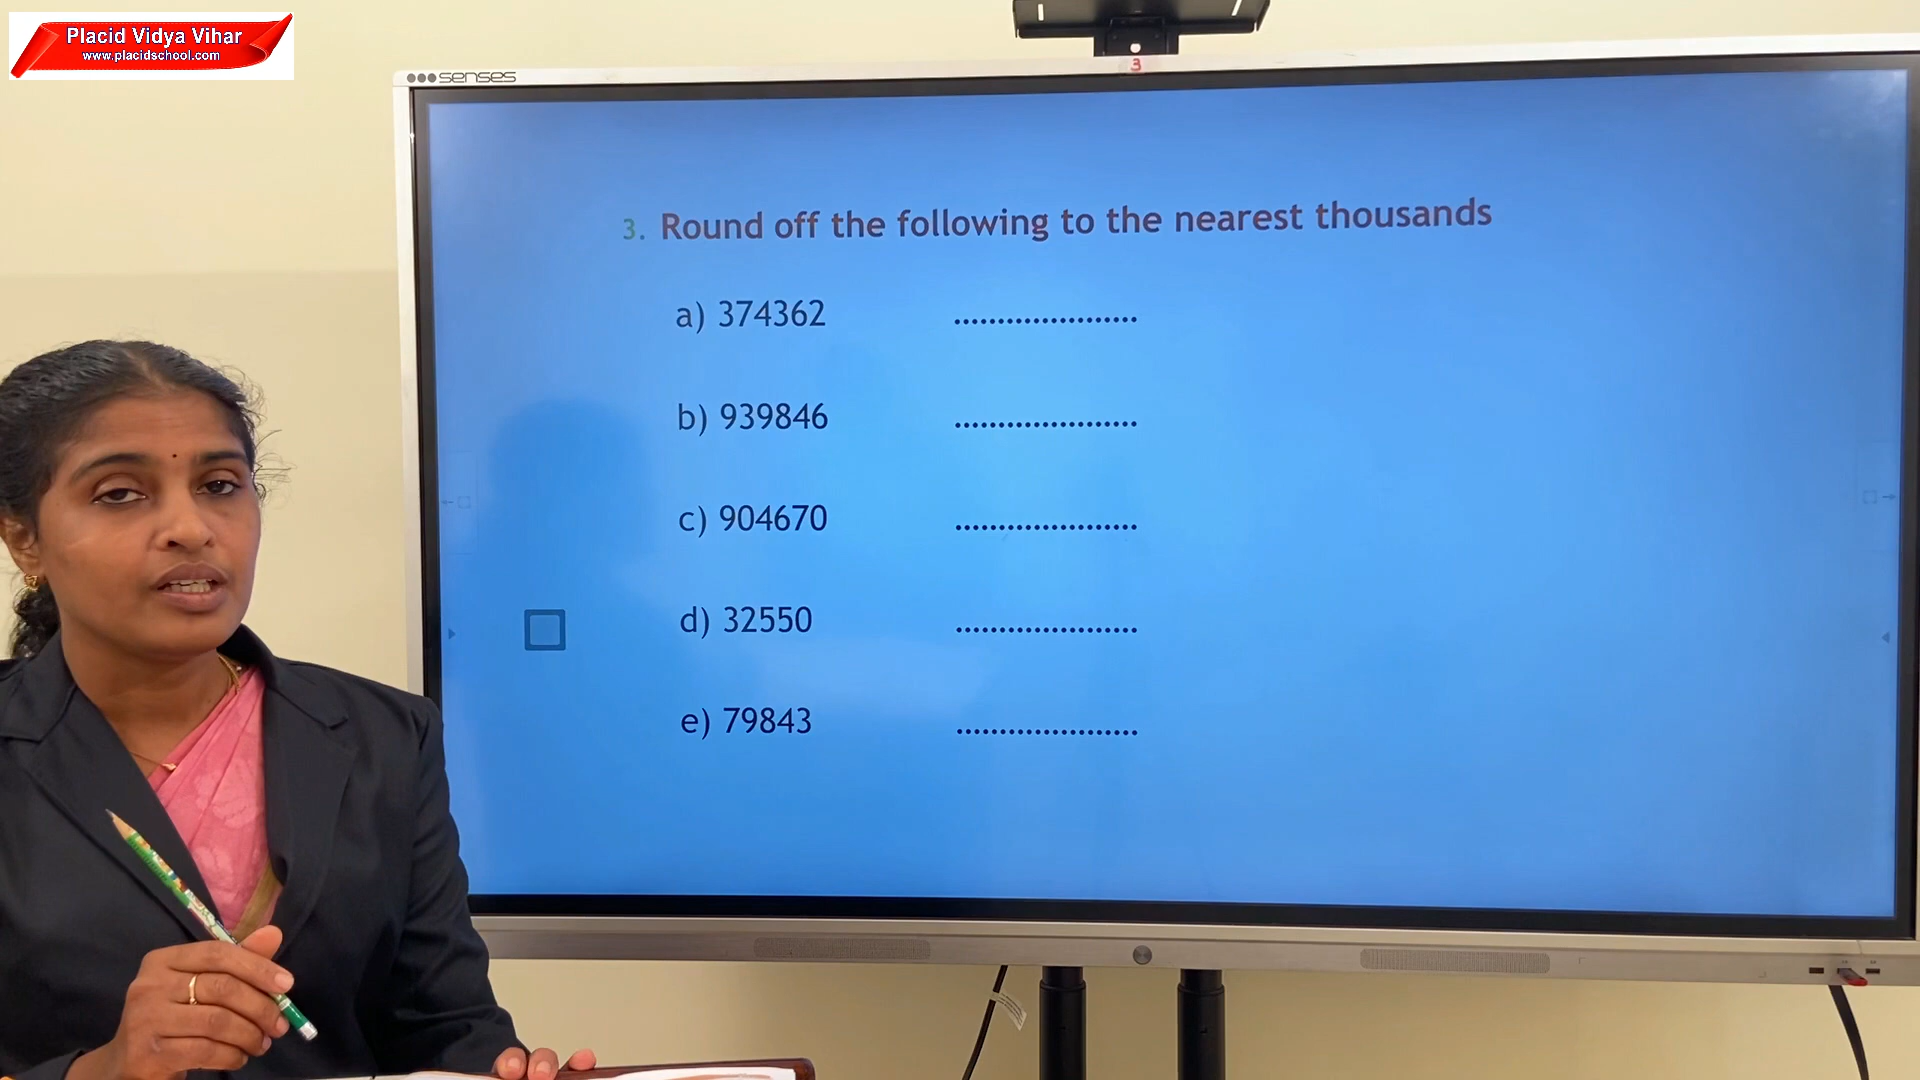 Placid Vidya Vihar
www.placidschool.com
senses
3
3. Round off the following to the nearest thousands
a) 374362 .....................
b) 939846 .....................
c) 904670 .....................
d) 32550 .....................
e) 79843 .....................